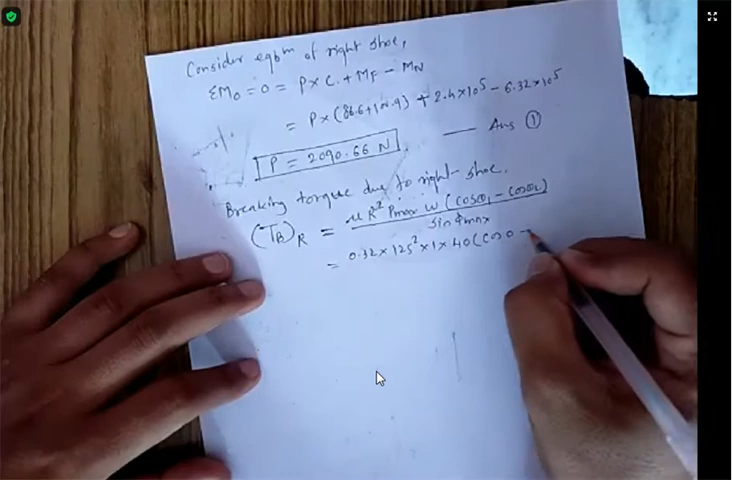 Consider eqbm of right shoe,
ΣM₀ = 0 = P × C. + MF − MN
= P × (86.6 + 100.9) + 2.4 × 10⁵ − 6.32 × 10⁵
P = 2090.66 N. — Ans ①
Breaking torque due to right shoe.
(TB)R = μ R² Pmax w (cosθ₁ − cosθ₂) / sin ϕmax
= 0.32 × 125² × 1 × 40 (cos 0 −